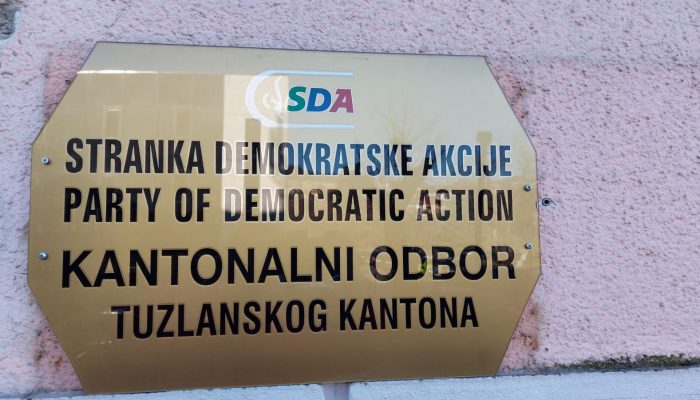 SDA
STRANKA DEMOKRATSKE AKCIJE
PARTY OF DEMOCRATIC ACTION
KANTONALNI ODBOR
TUZLANSKOG KANTONA